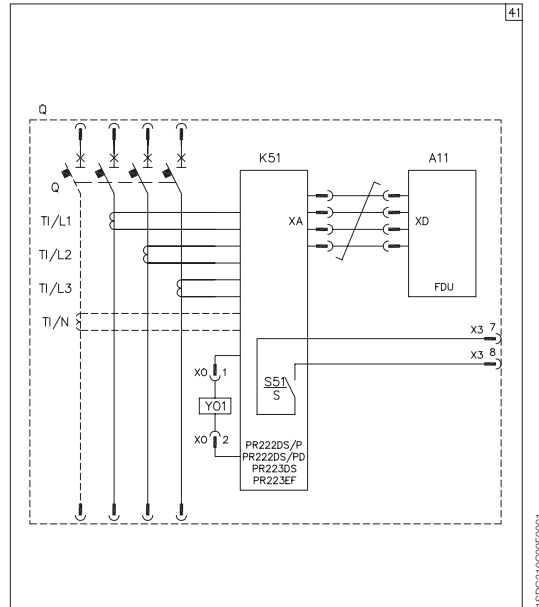 41
Q
K51
A11
Q
TI/L1
XA
XD
TI/L2
TI/L3
FDU
TI/N
X3 7
X3 8
X0 1
S51
S
Y01
X0 2
PR222DS/P
PR222DS/PD
PR223DS
PR223EF